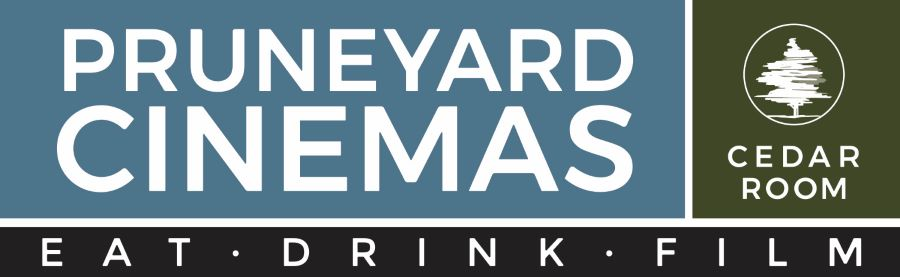 PRUNEYARD
CINEMAS
CEDAR
ROOM
EAT · DRINK · FILM